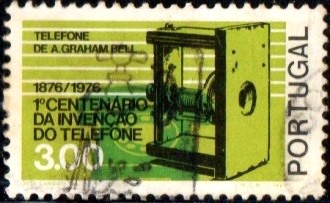 TELEFONE
DE A. GRAHAM BELL
1876/1976
1º CENTENÁRIO
DA INVENÇÃO
DO TELEFONE
3.00
PORTUGAL